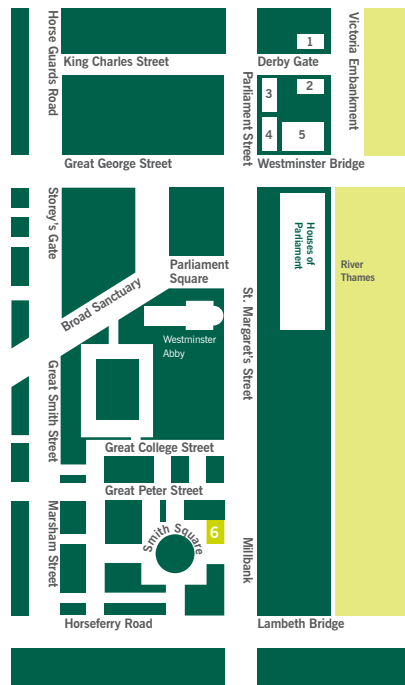 Horse Guards Road
King Charles Street
1
Derby Gate
Victoria Embankment
Parliament Street
2
3
4
5
Great George Street
Westminster Bridge
Storey's Gate
Houses of
Parliament
Parliament
Square
River
Thames
Broad Sanctuary
St. Margaret's Street
Westminster
Abby
Great Smith Street
Great College Street
Great Peter Street
Marsham Street
Smith Square
6
Millbank
Horseferry Road
Lambeth Bridge